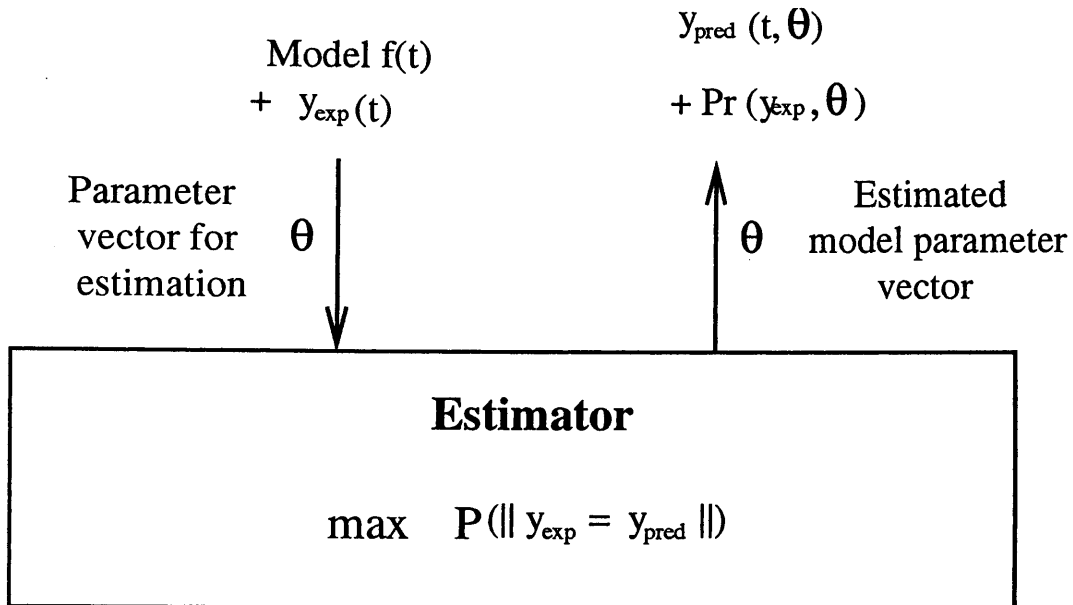 Model f(t)
+ y_exp(t)
Parameter
vector for
estimation
θ
y_pred (t, θ)
+ Pr (y_exp, θ)
θ
Estimated
model parameter
vector
Estimator
max P(|| y_exp = y_pred ||)